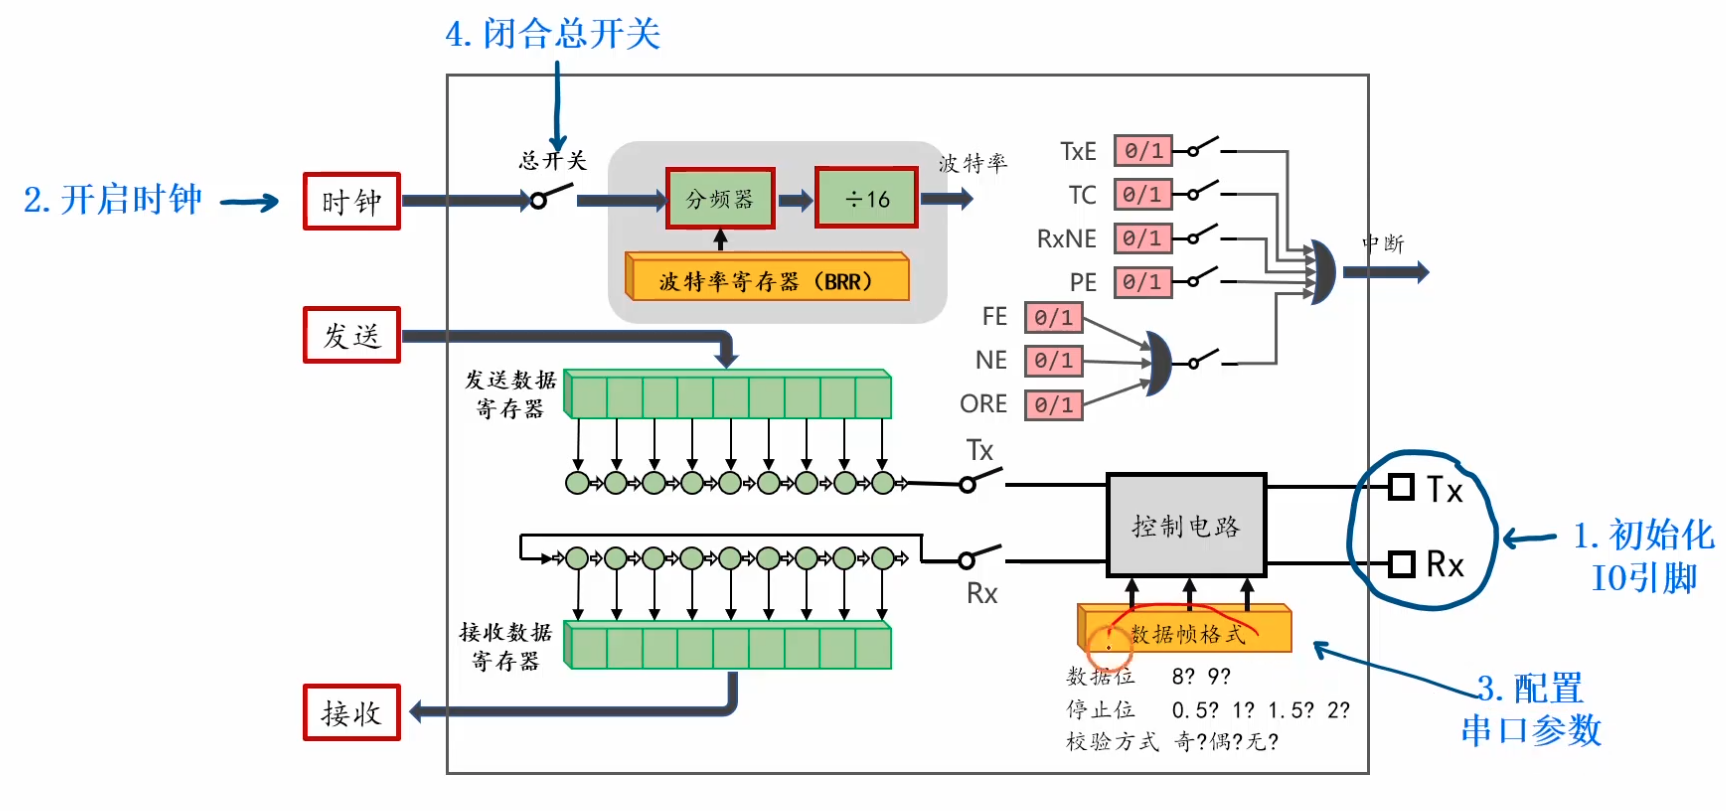 4. 闭合总开关
总开关
2. 开启时钟
时钟
分频器
÷16
波特率
波特率寄存器（BRR）
TxE 0/1
TC 0/1
RxNE 0/1
PE 0/1
FE 0/1
NE 0/1
ORE 0/1
中断
发送
发送数据
寄存器
Tx
控制电路
Tx
Rx
1. 初始化
IO引脚
Rx
接收数据
寄存器
接收
数据帧格式
数据位 8? 9?
停止位 0.5? 1? 1.5? 2?
校验方式 奇?偶?无?
3. 配置
串口参数